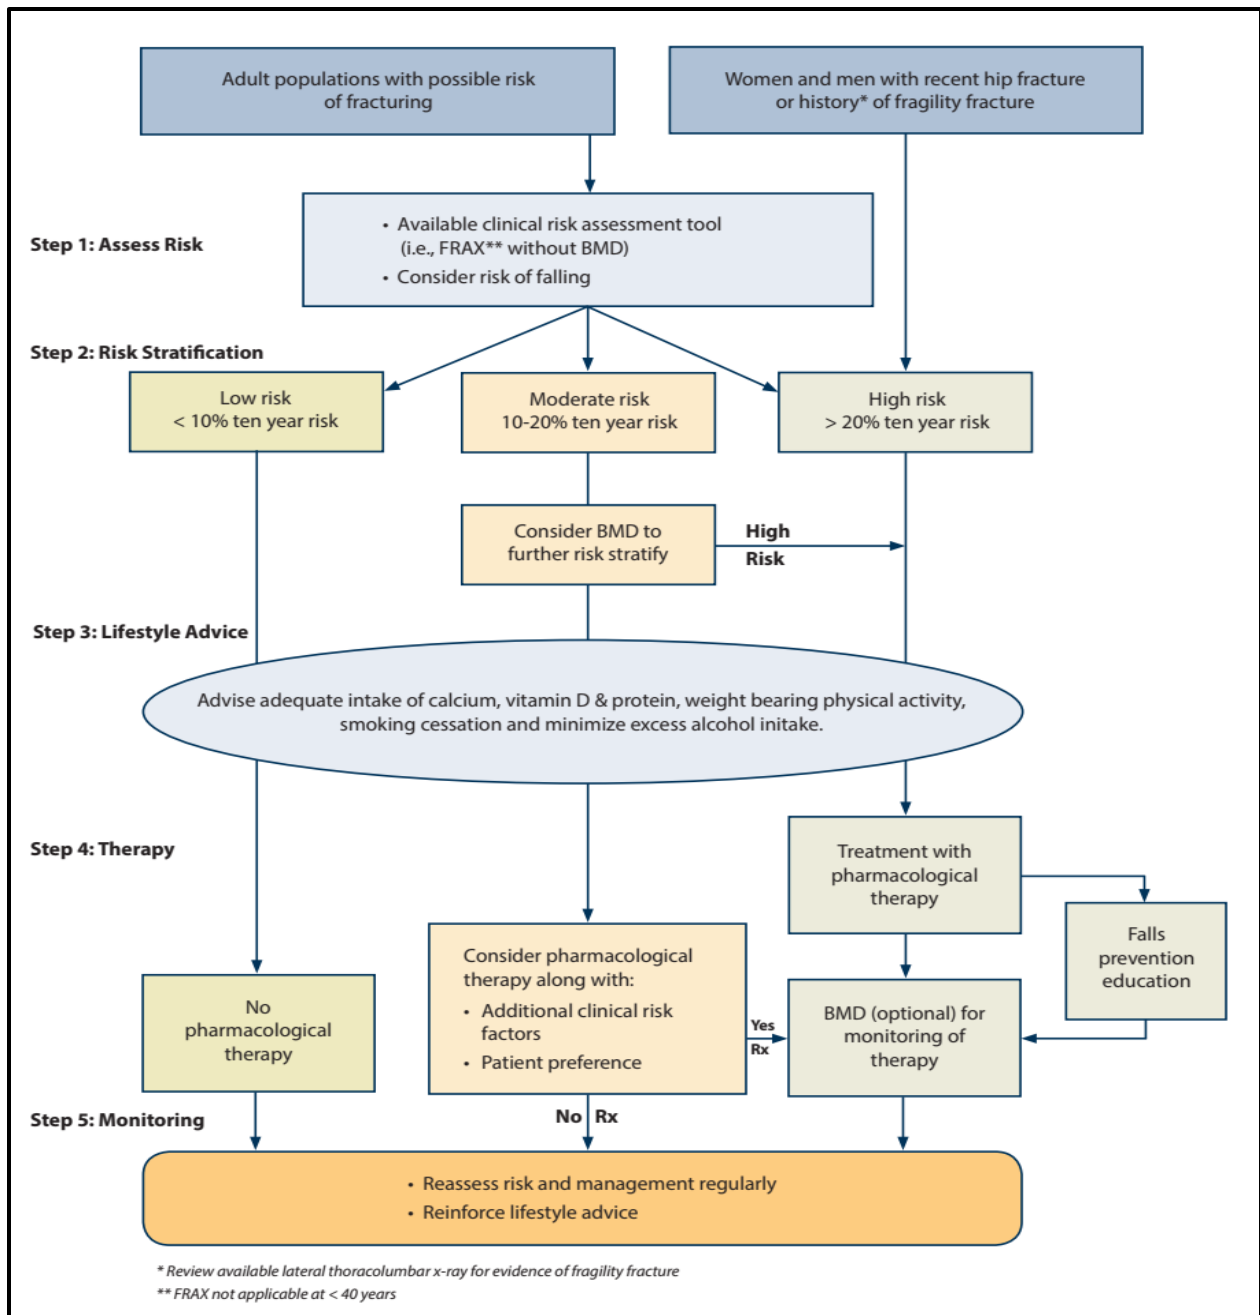 Adult populations with possible risk
of fracturing
Women and men with recent hip fracture
or history* of fragility fracture
Step 1: Assess Risk
• Available clinical risk assessment tool
(i.e., FRAX** without BMD)
• Consider risk of falling
Step 2: Risk Stratification
Low risk
< 10% ten year risk
Moderate risk
10-20% ten year risk
High risk
> 20% ten year risk
Consider BMD to
further risk stratify
High
Risk
Step 3: Lifestyle Advice
Advise adequate intake of calcium, vitamin D & protein, weight bearing physical activity,
smoking cessation and minimize excess alcohol initake.
Step 4: Therapy
Treatment with
pharmacological
therapy
Falls
prevention
education
Consider pharmacological
therapy along with:
• Additional clinical risk
factors
• Patient preference
Yes
Rx
BMD (optional) for
monitoring of
therapy
No
pharmacological
therapy
No Rx
Step 5: Monitoring
• Reassess risk and management regularly
• Reinforce lifestyle advice
* Review available lateral thoracolumbar x-ray for evidence of fragility fracture
** FRAX not applicable at < 40 years